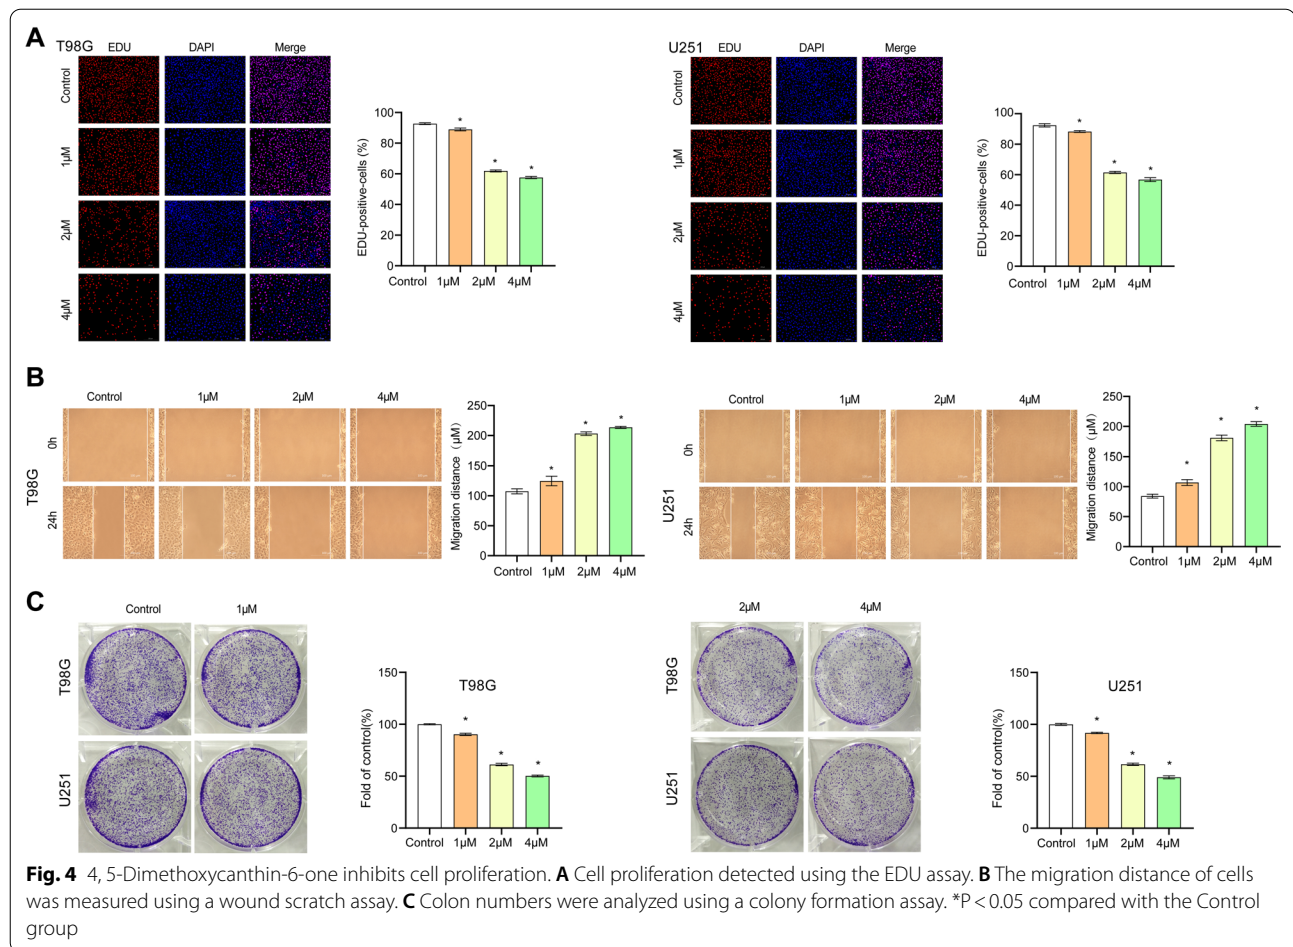 A
T98G EDU DAPI Merge
Control
1μM
2μM
4μM
EDU-positive-cells (%)
100
80
60
40
20
0
* * *
Control 1μM 2μM 4μM
U251 EDU DAPI Merge
Control
1μM
2μM
4μM
EDU-positive-cells (%)
100
80
60
40
20
0
* * *
Control 1μM 2μM 4μM
B
Control 1μM 2μM 4μM
T98G
0h
24h
Migration distance (μM)
250
200
150
100
50
0
* * *
Control 1μM 2μM 4μM
Control 1μM 2μM 4μM
U251
0h
24h
Migration distance (μM)
250
200
150
100
50
0
* * *
Control 1μM 2μM 4μM
C
Control 1μM
T98G
U251
T98G
Fold of control(%)
150
100
50
0
* * *
Control 1μM 2μM 4μM
2μM 4μM
T98G
U251
U251
Fold of control(%)
150
100
50
0
* * *
Control 1μM 2μM 4μM
Fig. 4 4, 5-Dimethoxycanthin-6-one inhibits cell proliferation. A Cell proliferation detected using the EDU assay. B The migration distance of cells
was measured using a wound scratch assay. C Colon numbers were analyzed using a colony formation assay. *P < 0.05 compared with the Control
group